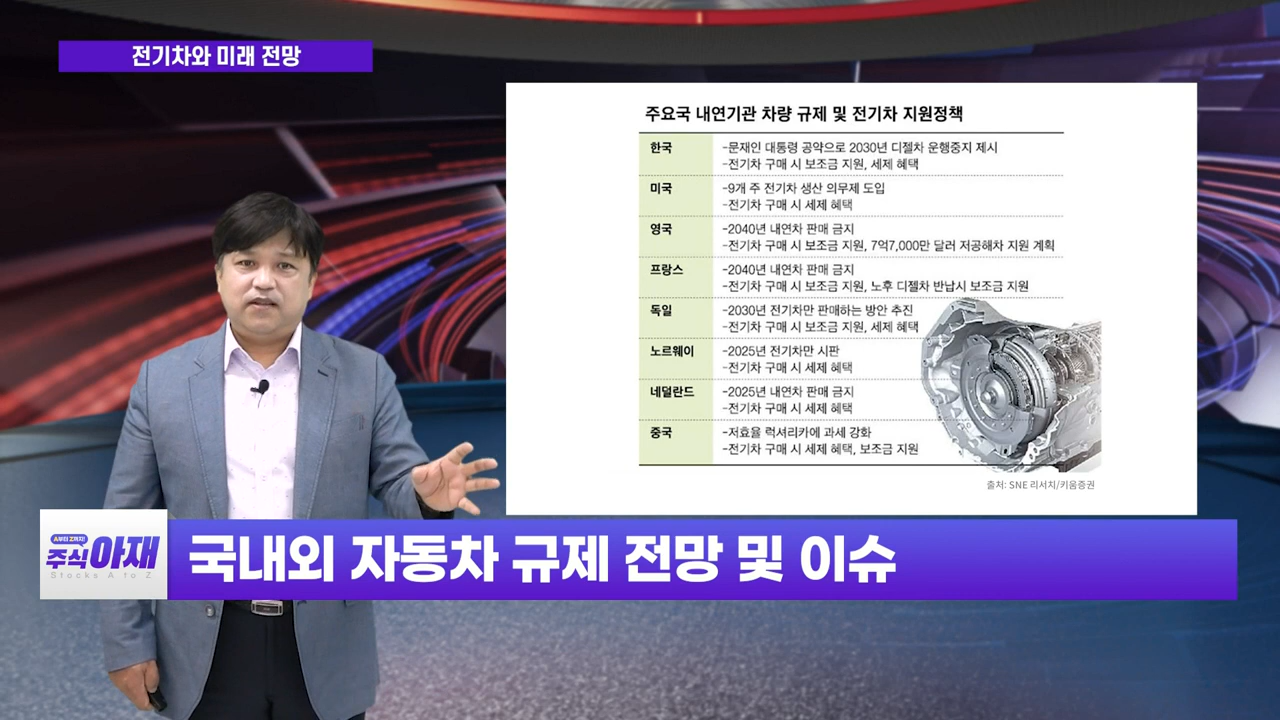 전기차와 미래 전망
주요국 내연기관 차량 규제 및 전기차 지원정책
한국
-문재인 대통령 공약으로 2030년 디젤차 운행중지 제시
-전기차 구매 시 보조금 지원, 세제 혜택
미국
-9개 주 전기차 생산 의무제 도입
-전기차 구매 시 세제 혜택
영국
-2040년 내연차 판매 금지
-전기차 구매 시 보조금 지원, 7억7,000만 달러 저공해차 지원 계획
프랑스
-2040년 내연차 판매 금지
-전기차 구매 시 보조금 지원, 노후 디젤차 반납시 보조금 지원
독일
-2030년 전기차만 판매하는 방안 추진
-전기차 구매 시 보조금 지원, 세제 혜택
노르웨이
-2025년 전기차만 시판
-전기차 구매 시 세제 혜택
네덜란드
-2025년 내연차 판매 금지
-전기차 구매 시 세제 혜택
중국
-저효율 럭셔리카에 과세 강화
-전기차 구매 시 세제 혜택, 보조금 지원
출처: SNE 리서치/키움증권
A부터 Z까지!
주식아재
Stocks A to Z
국내외 자동차 규제 전망 및 이슈